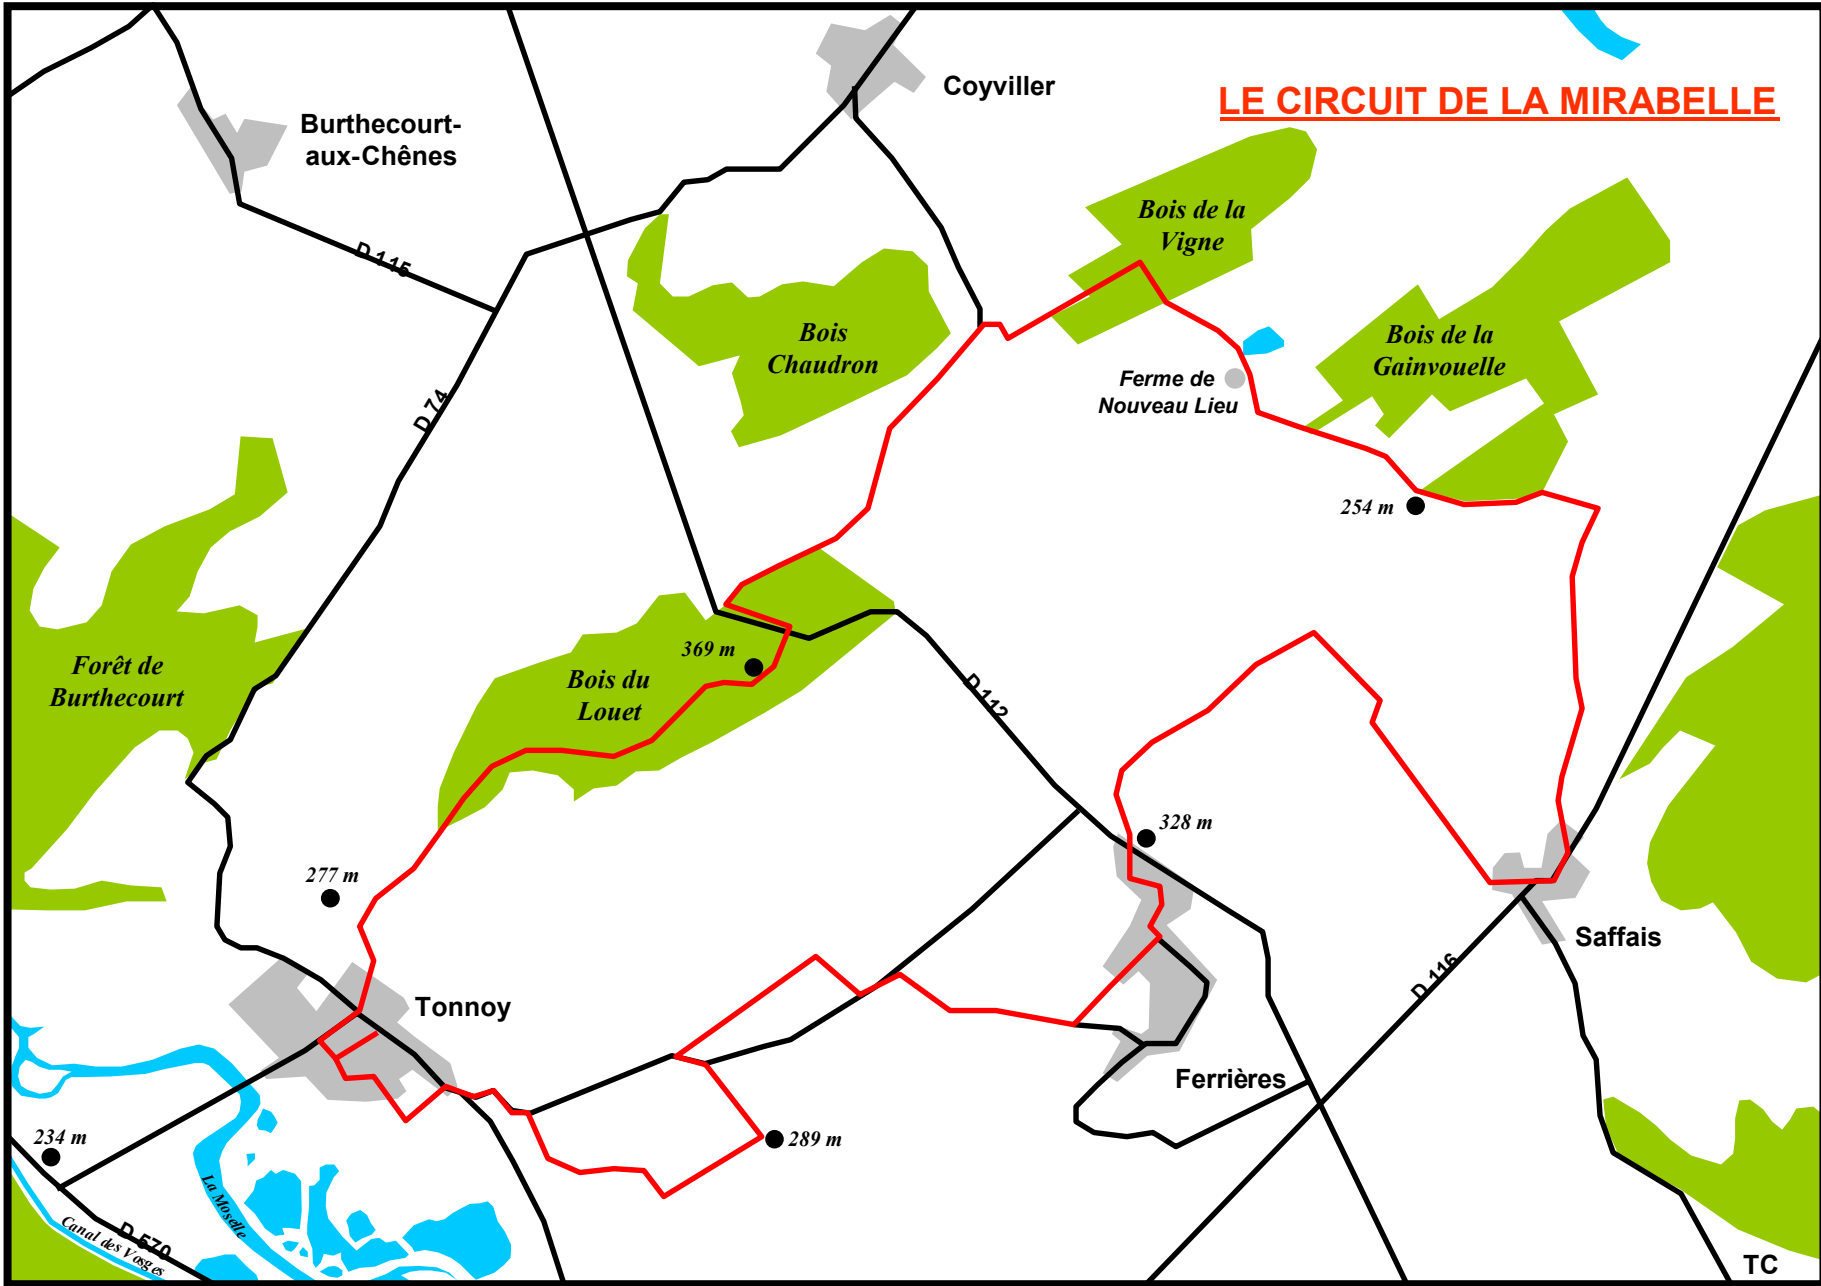 Coyviller
LE CIRCUIT DE LA MIRABELLE
Burthecourt-
aux-Chênes
Bois de la
Vigne
D 115
Bois
Chaudron
Bois de la
Gainvouelle
Ferme de
Nouveau Lieu
D 74
254 m
369 m
Forêt de
Burthecourt
Bois du
Louet
D 112
328 m
277 m
Saffais
D 116
Tonnoy
Ferrières
234 m
289 m
La Moselle
Canal des Vosges
D 570
TC